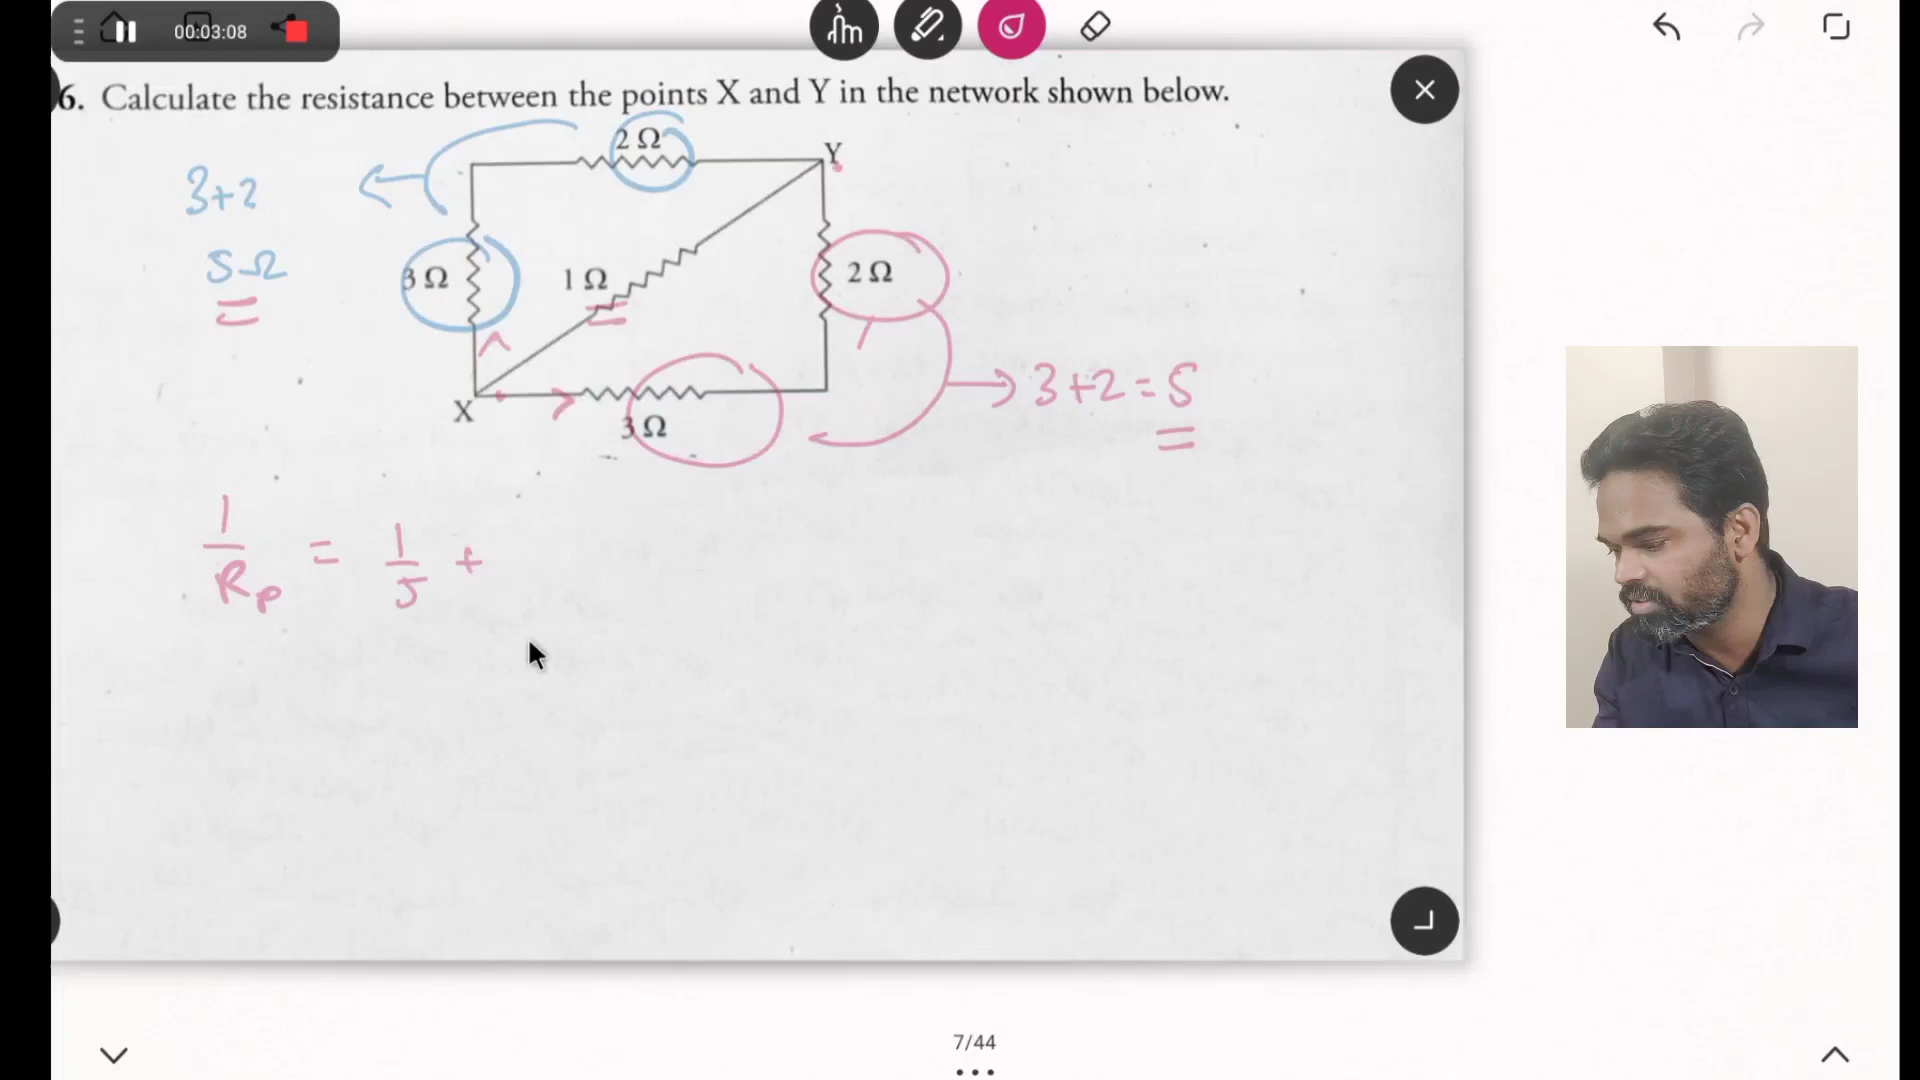 00:03:08
6. Calculate the resistance between the points X and Y in the network shown below.
2 Ω
Y
3+2
5Ω
3 Ω
1 Ω
2 Ω
X
3 Ω
→ 3+2 = 5
1/Rp = 1/5 +
7/44